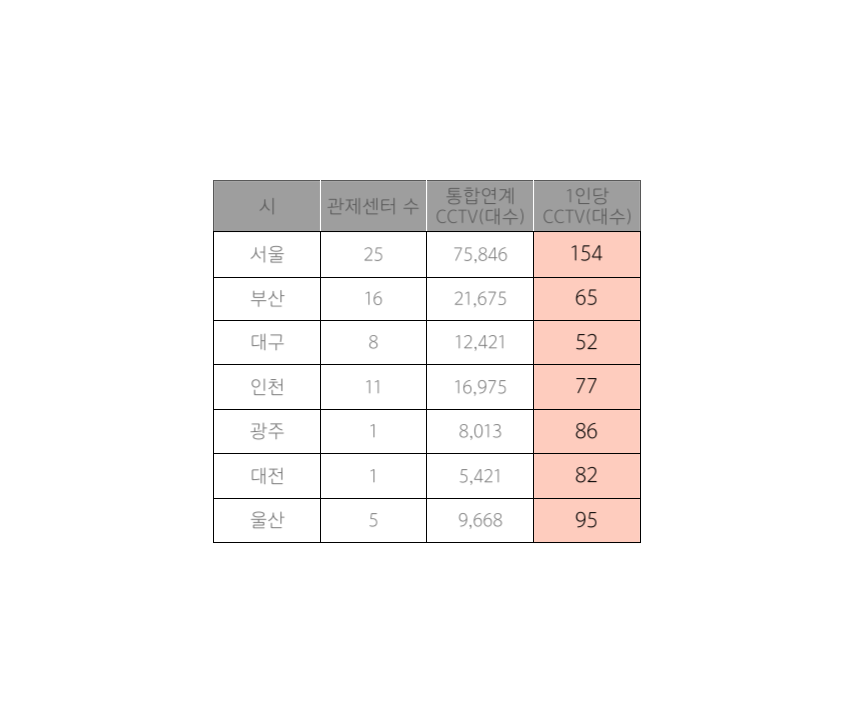 시 관제센터 수 통합연계 1인당
CCTV(대수) CCTV(대수)
서울 25 75,846 154
부산 16 21,675 65
대구 8 12,421 52
인천 11 16,975 77
광주 1 8,013 86
대전 1 5,421 82
울산 5 9,668 95